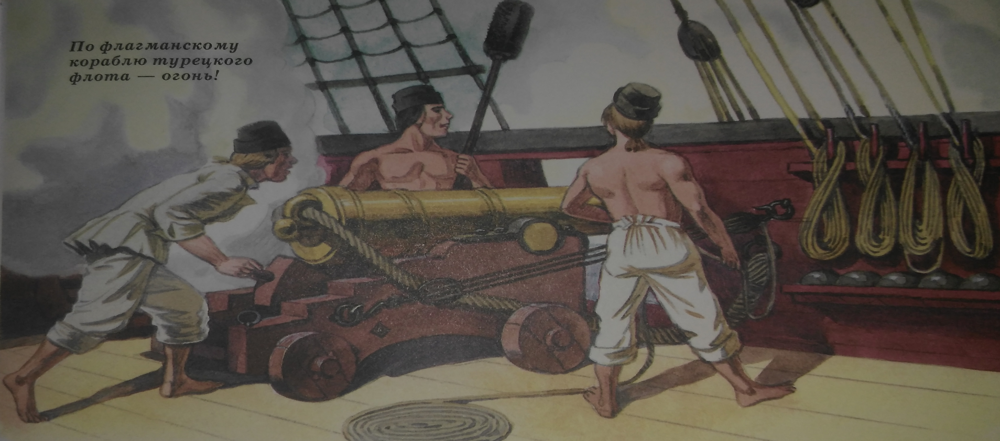 По флагманскому
кораблю турецкого
флота — огонь!